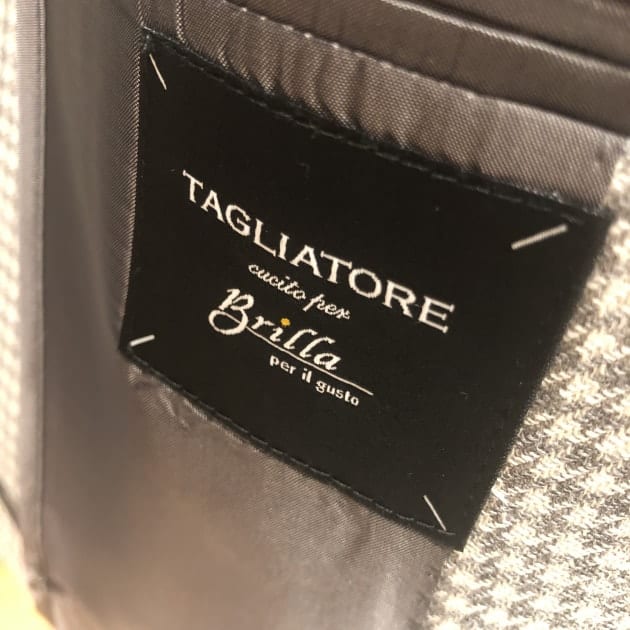 TAGLIATORE
cucito per
Brilla
per il gusto